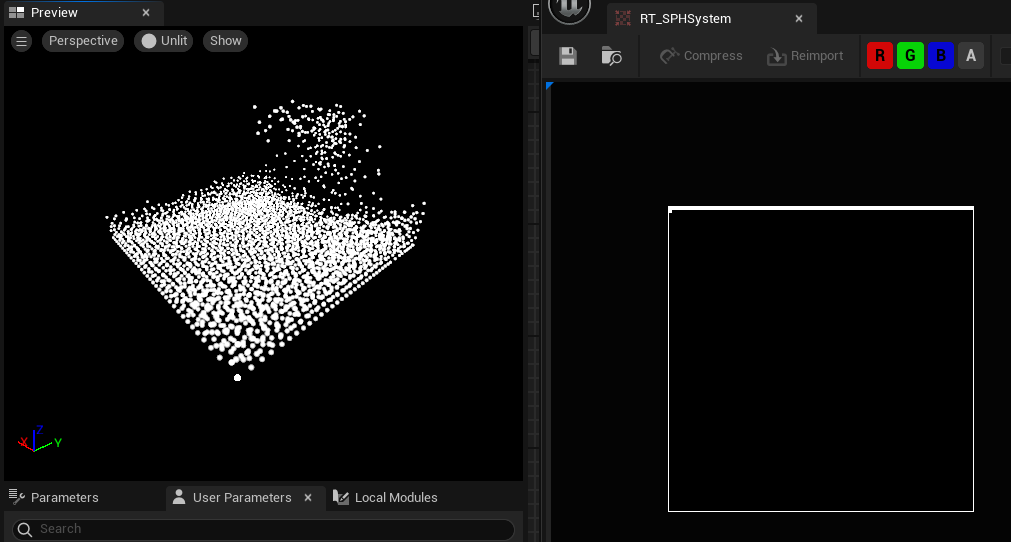 Preview
RT_SPHSystem
Perspective
Unlit
Show
Compress
Reimport
R
G
B
A
X
Z
Y
Parameters
User Parameters
Local Modules
Search